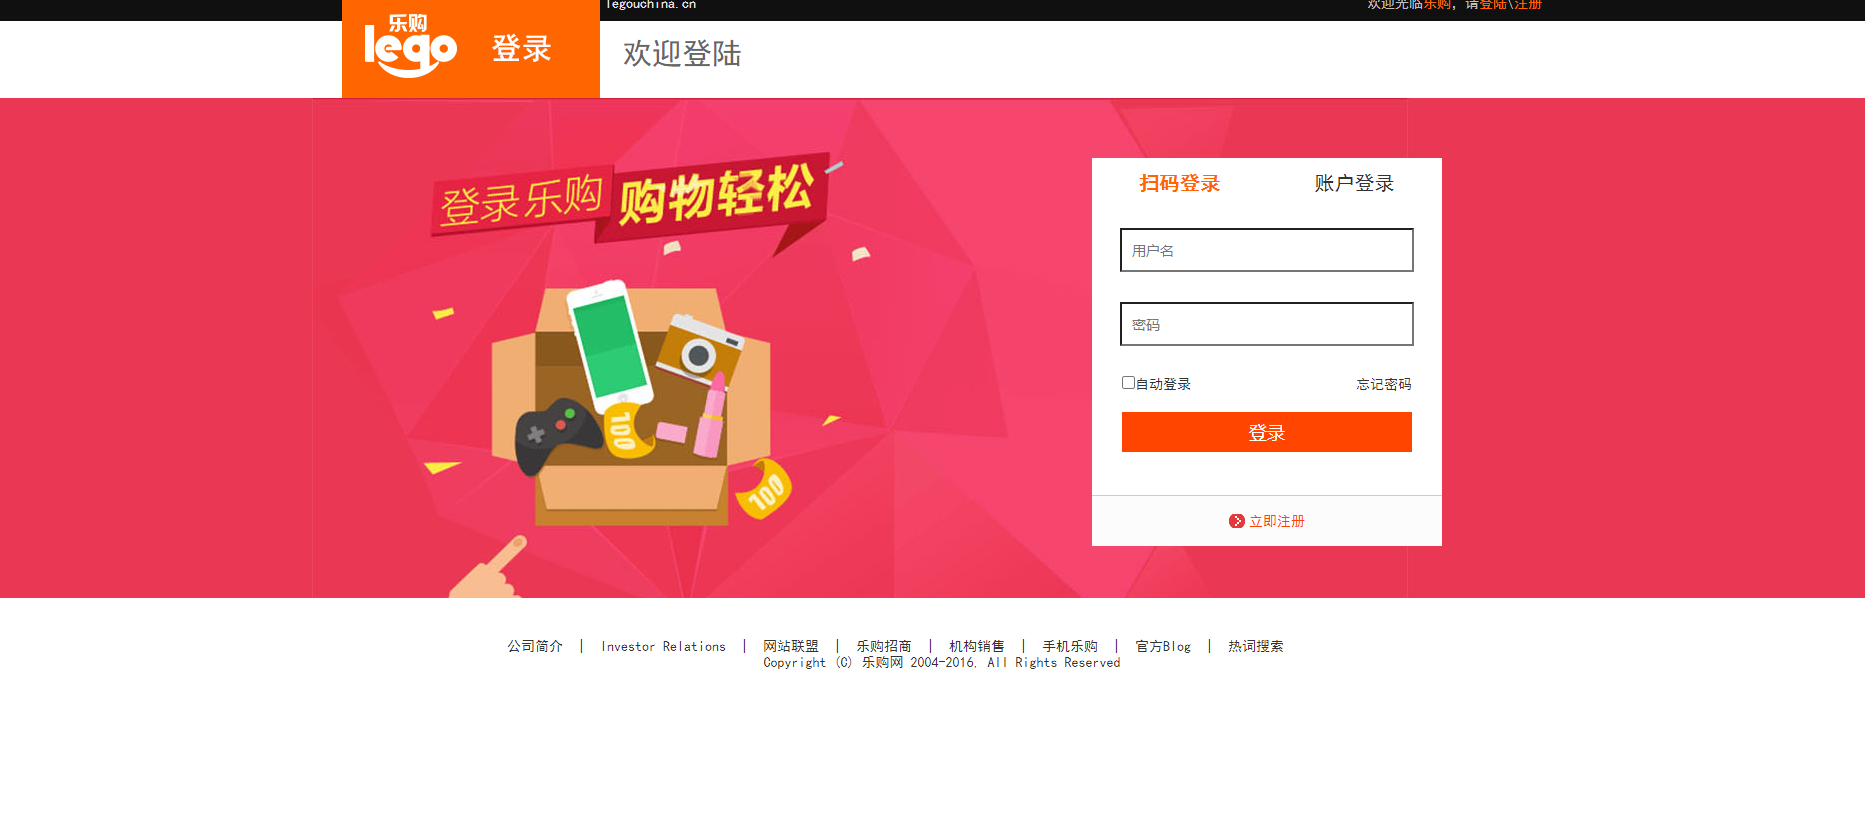 legouchina.cn
欢迎光临乐购，请登陆\注册
乐购
lego
登录
欢迎登陆
登录乐购 购物轻松
100
100
扫码登录 账户登录
用户名
密码
自动登录 忘记密码
登录
立即注册
公司简介 | Investor Relations | 网站联盟 | 乐购招商 | 机构销售 | 手机乐购 | 官方Blog | 热词搜索
Copyright (C) 乐购网 2004-2016, All Rights Reserved